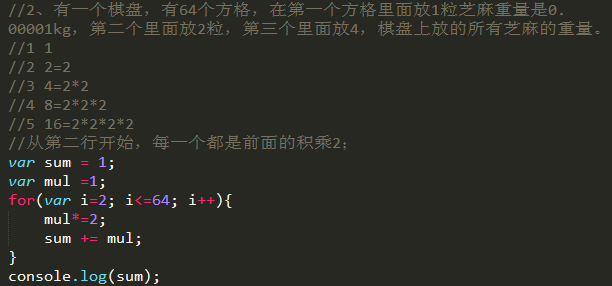 //2、有一个棋盘，有64个方格，在第一个方格里面放1粒芝麻重量是0.
00001kg，第二个里面放2粒，第三个里面放4，棋盘上放的所有芝麻的重量。
//1 1
//2 2=2
//3 4=2*2
//4 8=2*2*2
//5 16=2*2*2*2
//从第二行开始，每一个都是前面的积乘2；
var sum = 1;
var mul =1;
for(var i=2; i<=64; i++){
    mul*=2;
    sum += mul;
}
console.log(sum);